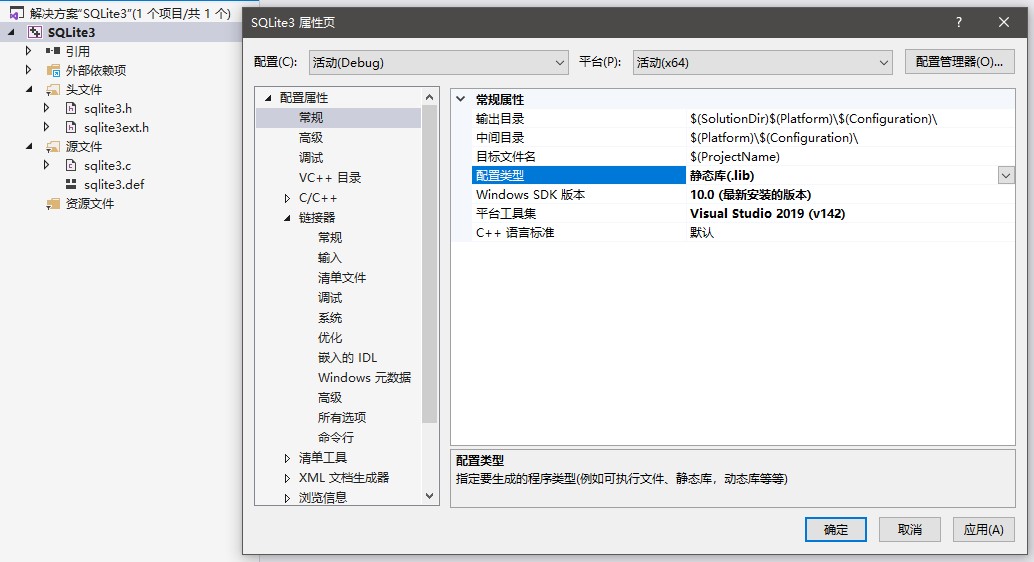 解决方案"SQLite3"(1 个项目/共 1 个)
SQLite3
引用
外部依赖项
头文件
sqlite3.h
sqlite3ext.h
源文件
sqlite3.c
sqlite3.def
资源文件
SQLite3 属性页
配置(C):
活动(Debug)
平台(P):
活动(x64)
配置管理器(O)...
配置属性
常规
高级
调试
VC++ 目录
C/C++
链接器
常规
输入
清单文件
调试
系统
优化
嵌入的 IDL
Windows 元数据
高级
所有选项
命令行
清单工具
XML 文档生成器
浏览信息
常规属性
输出目录 $(SolutionDir)$(Platform)\$(Configuration)\
中间目录 $(Platform)\$(Configuration)\
目标文件名 $(ProjectName)
配置类型 静态库(.lib)
Windows SDK 版本 10.0 (最新安装的版本)
平台工具集 Visual Studio 2019 (v142)
C++ 语言标准 默认
配置类型
指定要生成的程序类型(例如可执行文件、静态库，动态库等等)
确定
取消
应用(A)